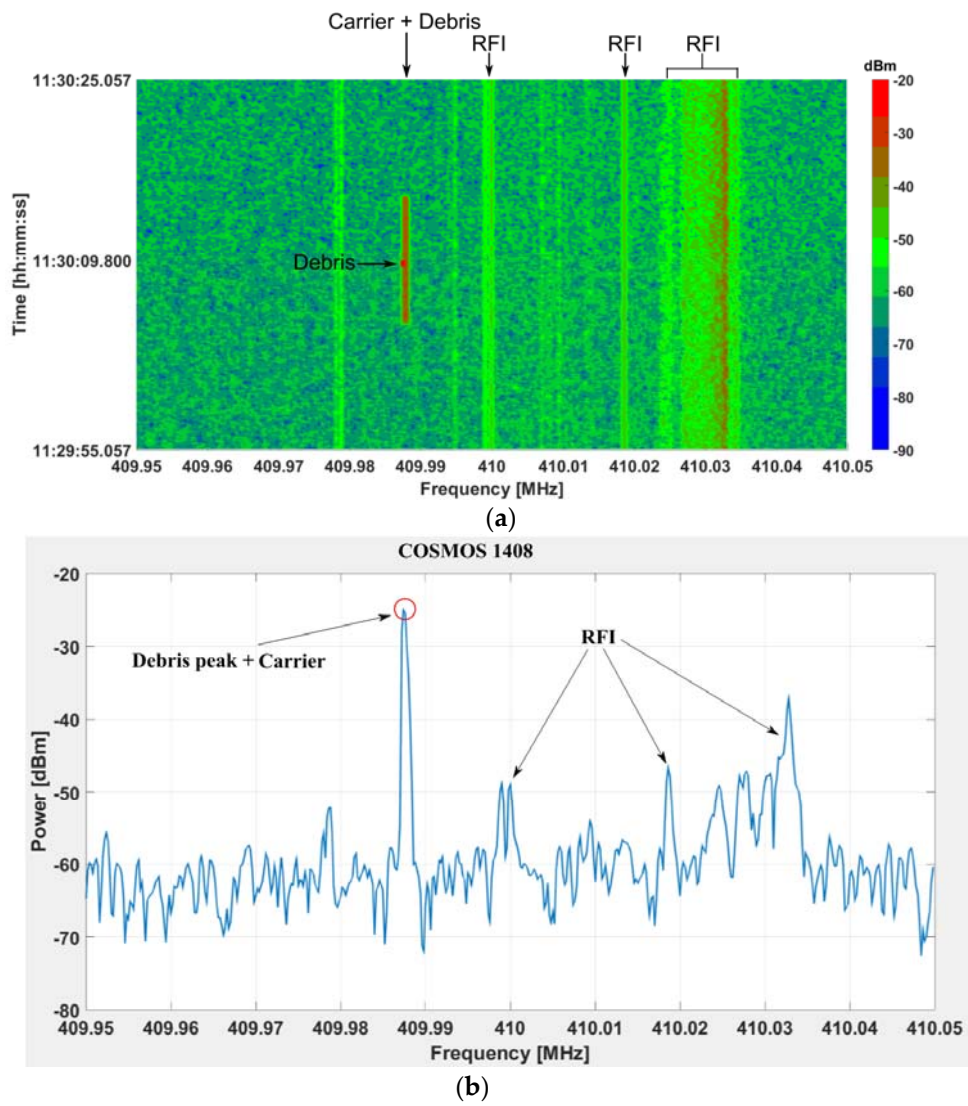 Carrier + Debris
RFI
RFI
RFI
dBm
11:30:25.057
11:30:09.800
11:29:55.057
Time [hh:mm:ss]
Debris
-20
-30
-40
-50
-60
-70
-80
-90
409.95 409.96 409.97 409.98 409.99 410 410.01 410.02 410.03 410.04 410.05
Frequency [MHz]
(a)
COSMOS 1408
-20
-30
-40
-50
-60
-70
-80
Power [dBm]
Debris peak + Carrier
RFI
409.95 409.96 409.97 409.98 409.99 410 410.01 410.02 410.03 410.04 410.05
Frequency [MHz]
(b)